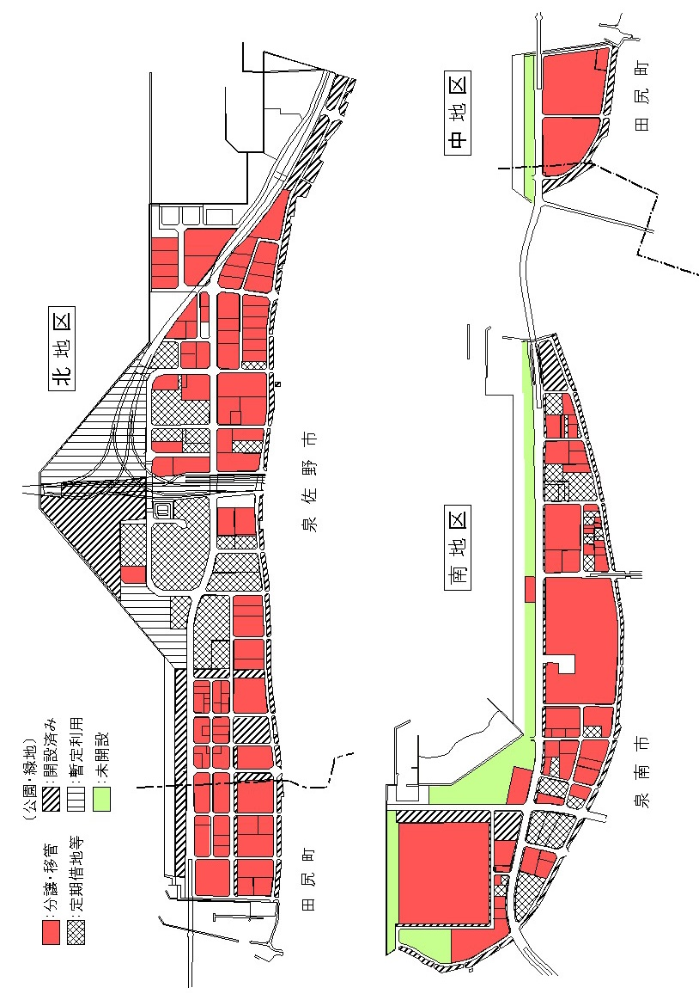 北地区
泉佐野市
田尻町
中地区
田尻町
南地区
泉南市
(公園・緑地)
:分譲・移管
:開設済み
:定期借地等
:暫定利用
:未開設